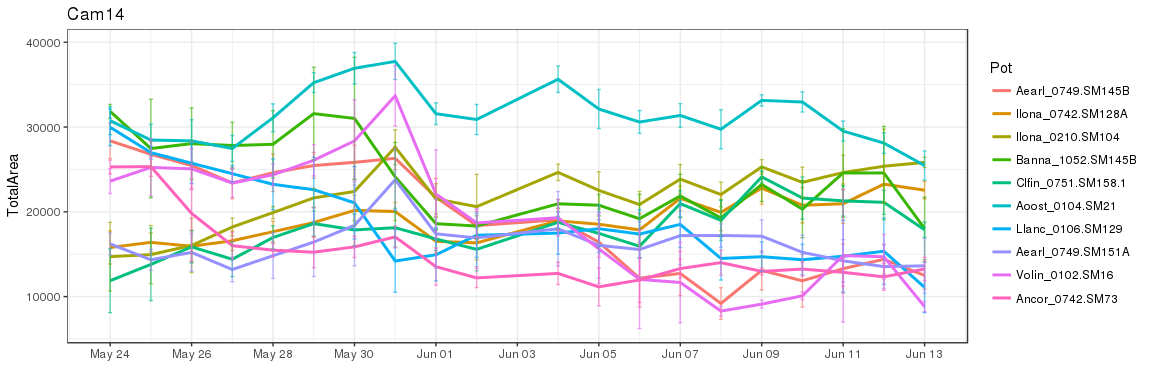 Cam14
TotalArea
40000
30000
20000
10000
May 24
May 26
May 28
May 30
Jun 01
Jun 03
Jun 05
Jun 07
Jun 09
Jun 11
Jun 13
Pot
Aearl_0749.SM145B
Ilona_0742.SM128A
Ilona_0210.SM104
Banna_1052.SM145B
Clfin_0751.SM158.1
Aoost_0104.SM21
Llanc_0106.SM129
Aearl_0749.SM151A
Volin_0102.SM16
Ancor_0742.SM73